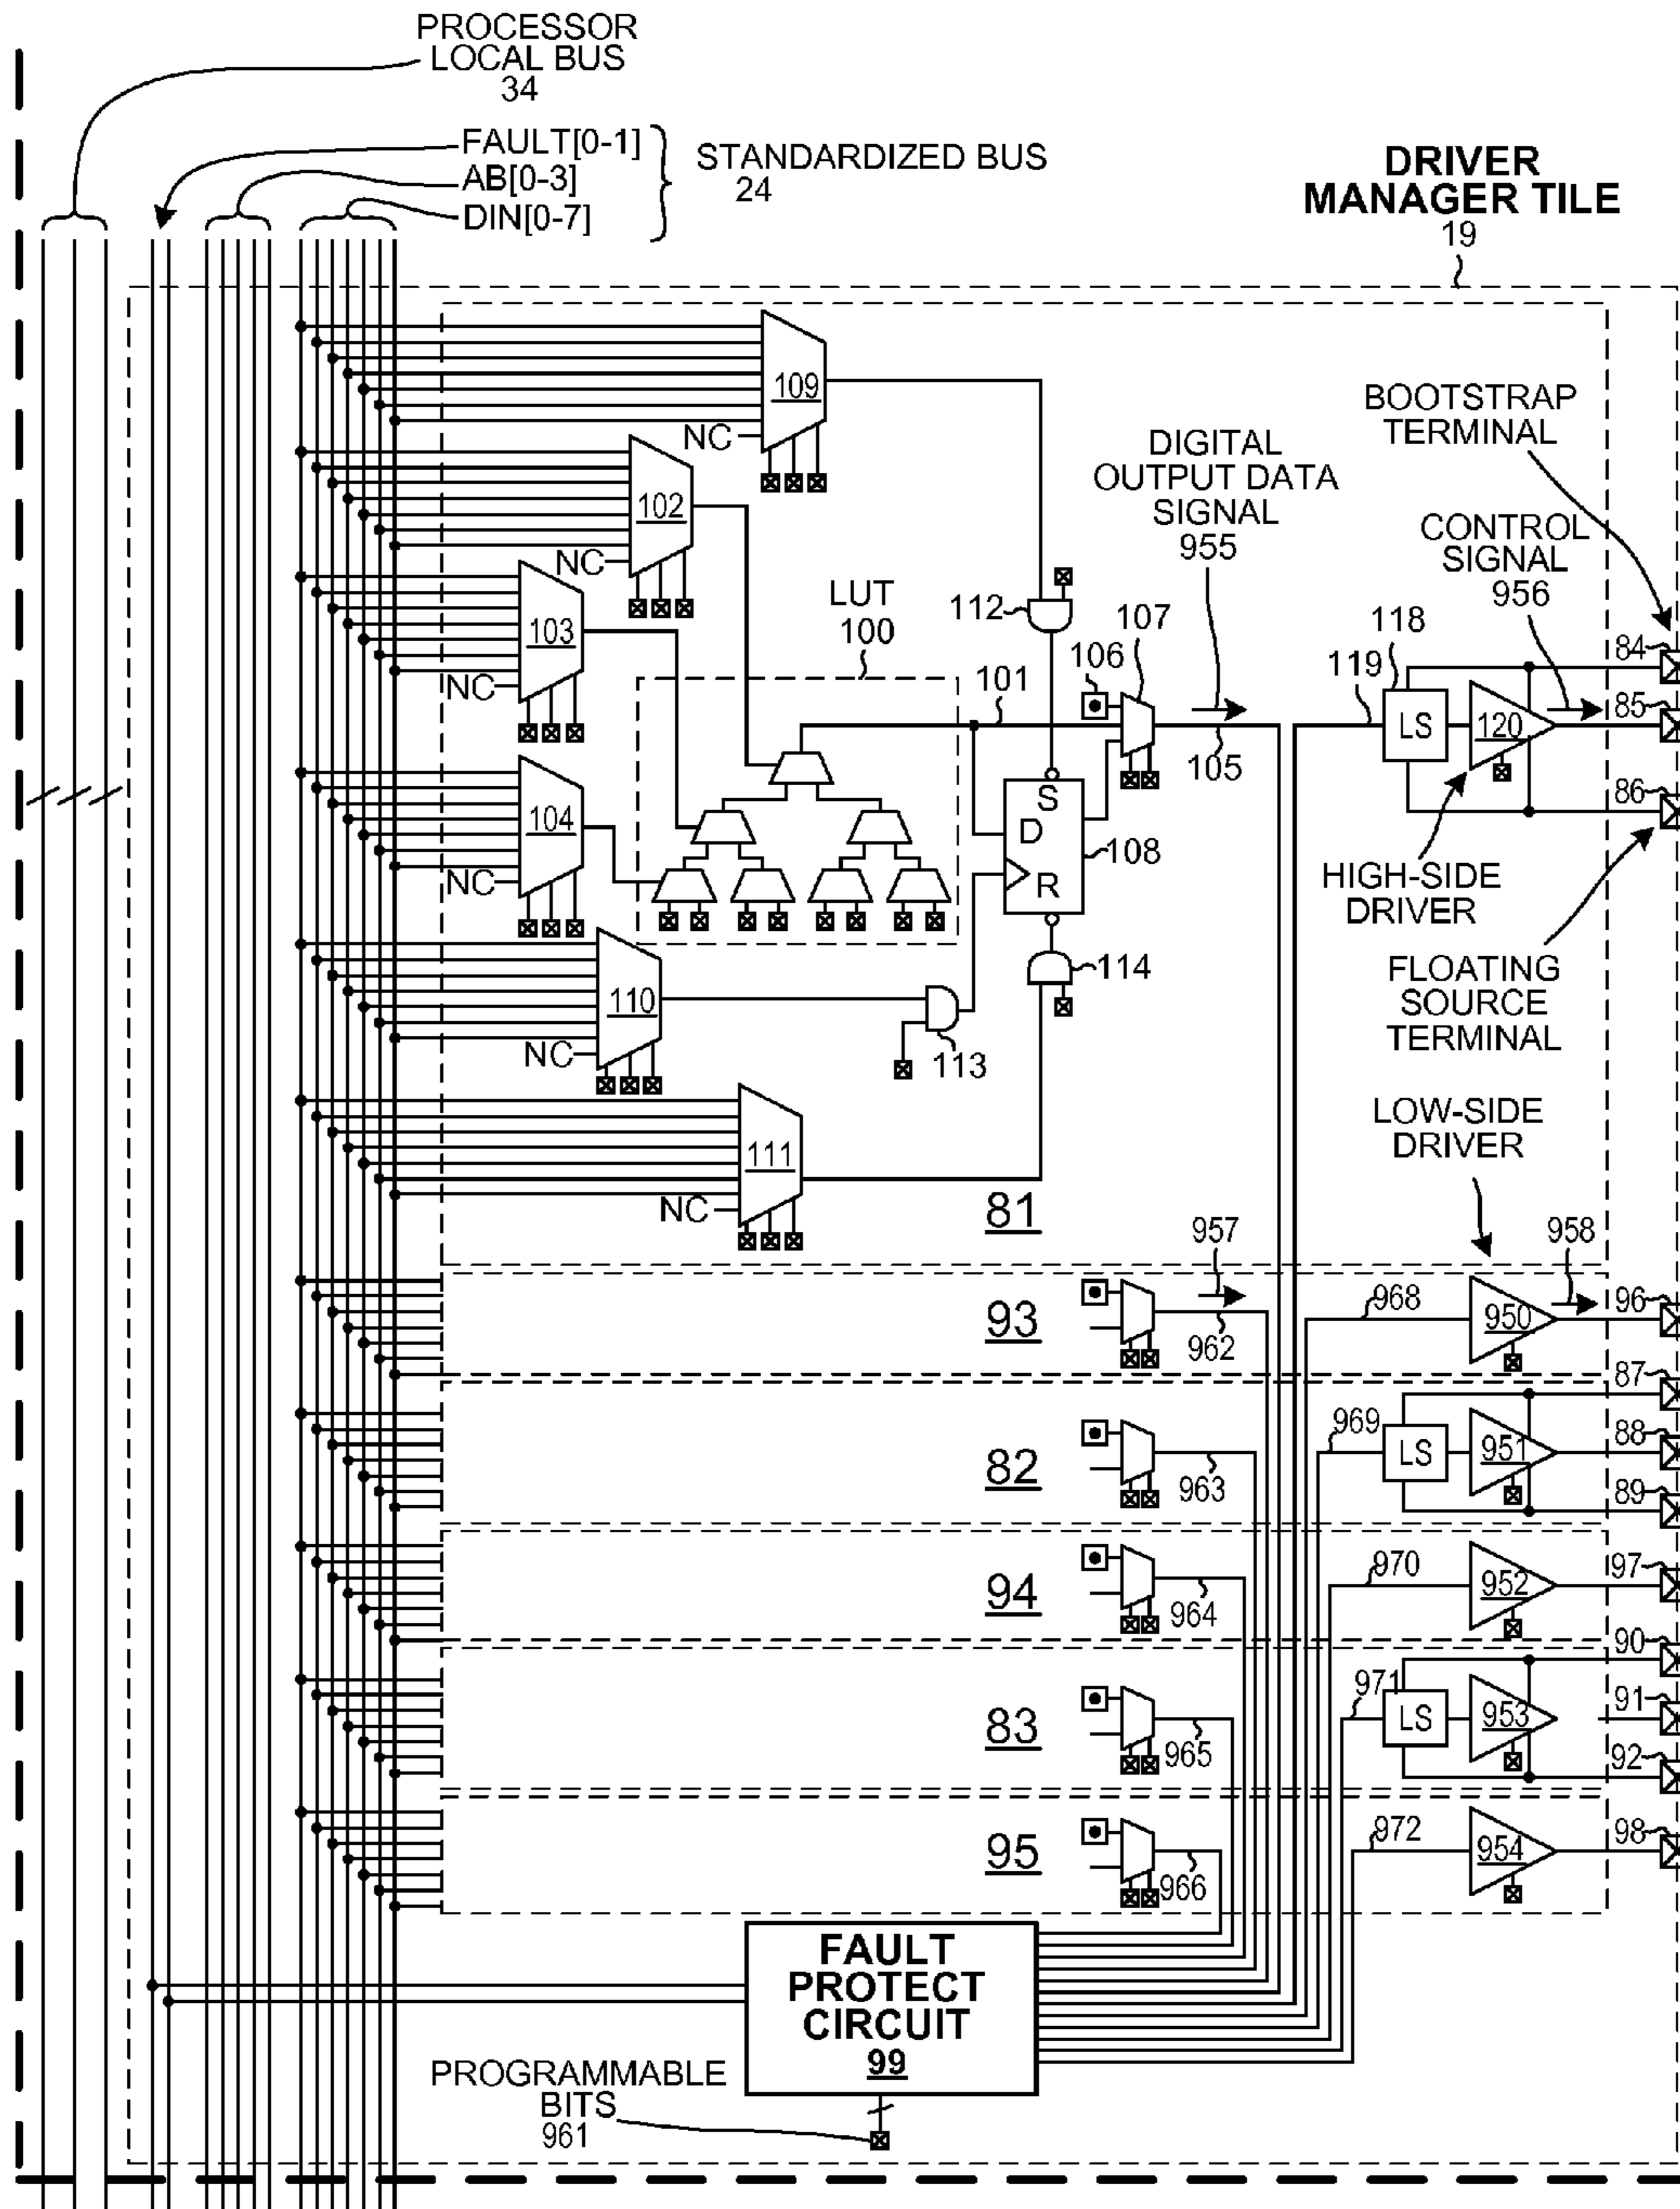 PROCESSOR
LOCAL BUS
34
FAULT[0-1]
AB[0-3]
DIN[0-7]
STANDARDIZED BUS
24
DRIVER
MANAGER TILE
19
109
NC
102
NC
103
NC
104
NC
110
NC
111
NC
LUT
100
101
112
106
107
S
D
R
108
114
113
DIGITAL
OUTPUT DATA
SIGNAL
955
105
BOOTSTRAP
TERMINAL
CONTROL
SIGNAL
956
118
119
LS
120
84
85
86
HIGH-SIDE
DRIVER
FLOATING
SOURCE
TERMINAL
LOW-SIDE
DRIVER
81
93
957
962
968
950
958
96
82
963
969
LS
951
87
88
89
94
964
970
952
97
83
965
971
LS
953
90
91
92
95
966
972
954
98
FAULT
PROTECT
CIRCUIT
99
PROGRAMMABLE
BITS
961